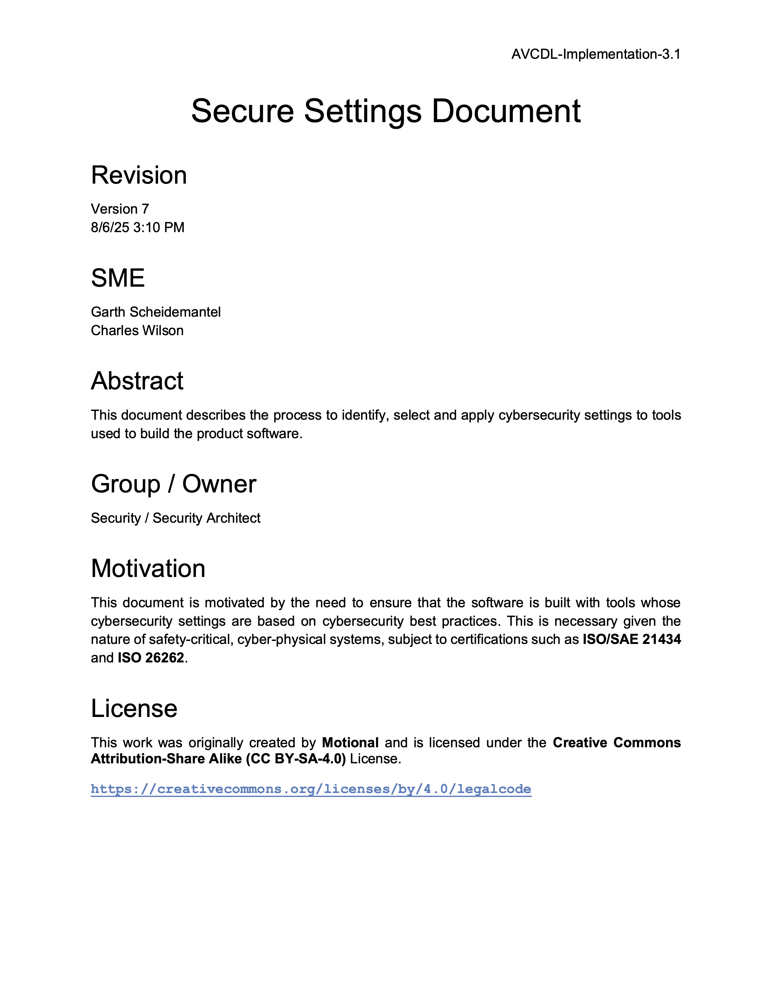 AVCDL-Implementation-3.1
Secure Settings Document
Revision
Version 7
8/6/25 3:10 PM
SME
Garth Scheidemantel
Charles Wilson
Abstract
This document describes the process to identify, select and apply cybersecurity settings to tools
used to build the product software.
Group / Owner
Security / Security Architect
Motivation
This document is motivated by the need to ensure that the software is built with tools whose
cybersecurity settings are based on cybersecurity best practices. This is necessary given the
nature of safety-critical, cyber-physical systems, subject to certifications such as ISO/SAE 21434
and ISO 26262.
License
This work was originally created by Motional and is licensed under the Creative Commons
Attribution-Share Alike (CC BY-SA-4.0) License.
https://creativecommons.org/licenses/by/4.0/legalcode